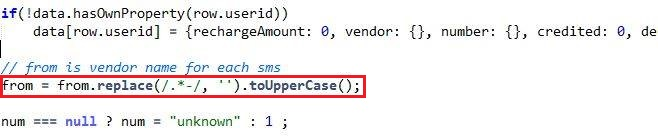 if(!data.hasOwnProperty(row.userid))
data[row.userid] = {rechargeAmount: 0, vendor: {}, number: {}, credited: 0, de
// from is vendor name for each sms
from = from.replace(/.*-/, '').toUpperCase();
num === null ? num = "unknown" : 1 ;